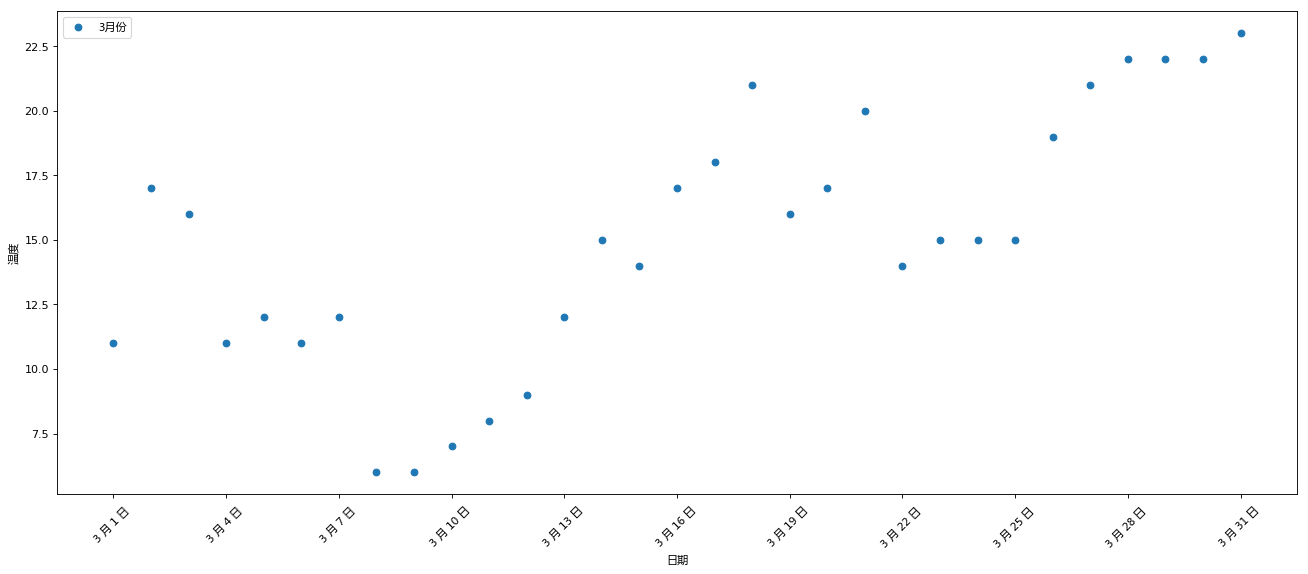 3月份
22.5
20.0
17.5
15.0
12.5
10.0
7.5
温度
3 月 1 日
3 月 4 日
3 月 7 日
3 月 10 日
3 月 13 日
3 月 16 日
3 月 19 日
3 月 22 日
3 月 25 日
3 月 28 日
3 月 31 日
日期